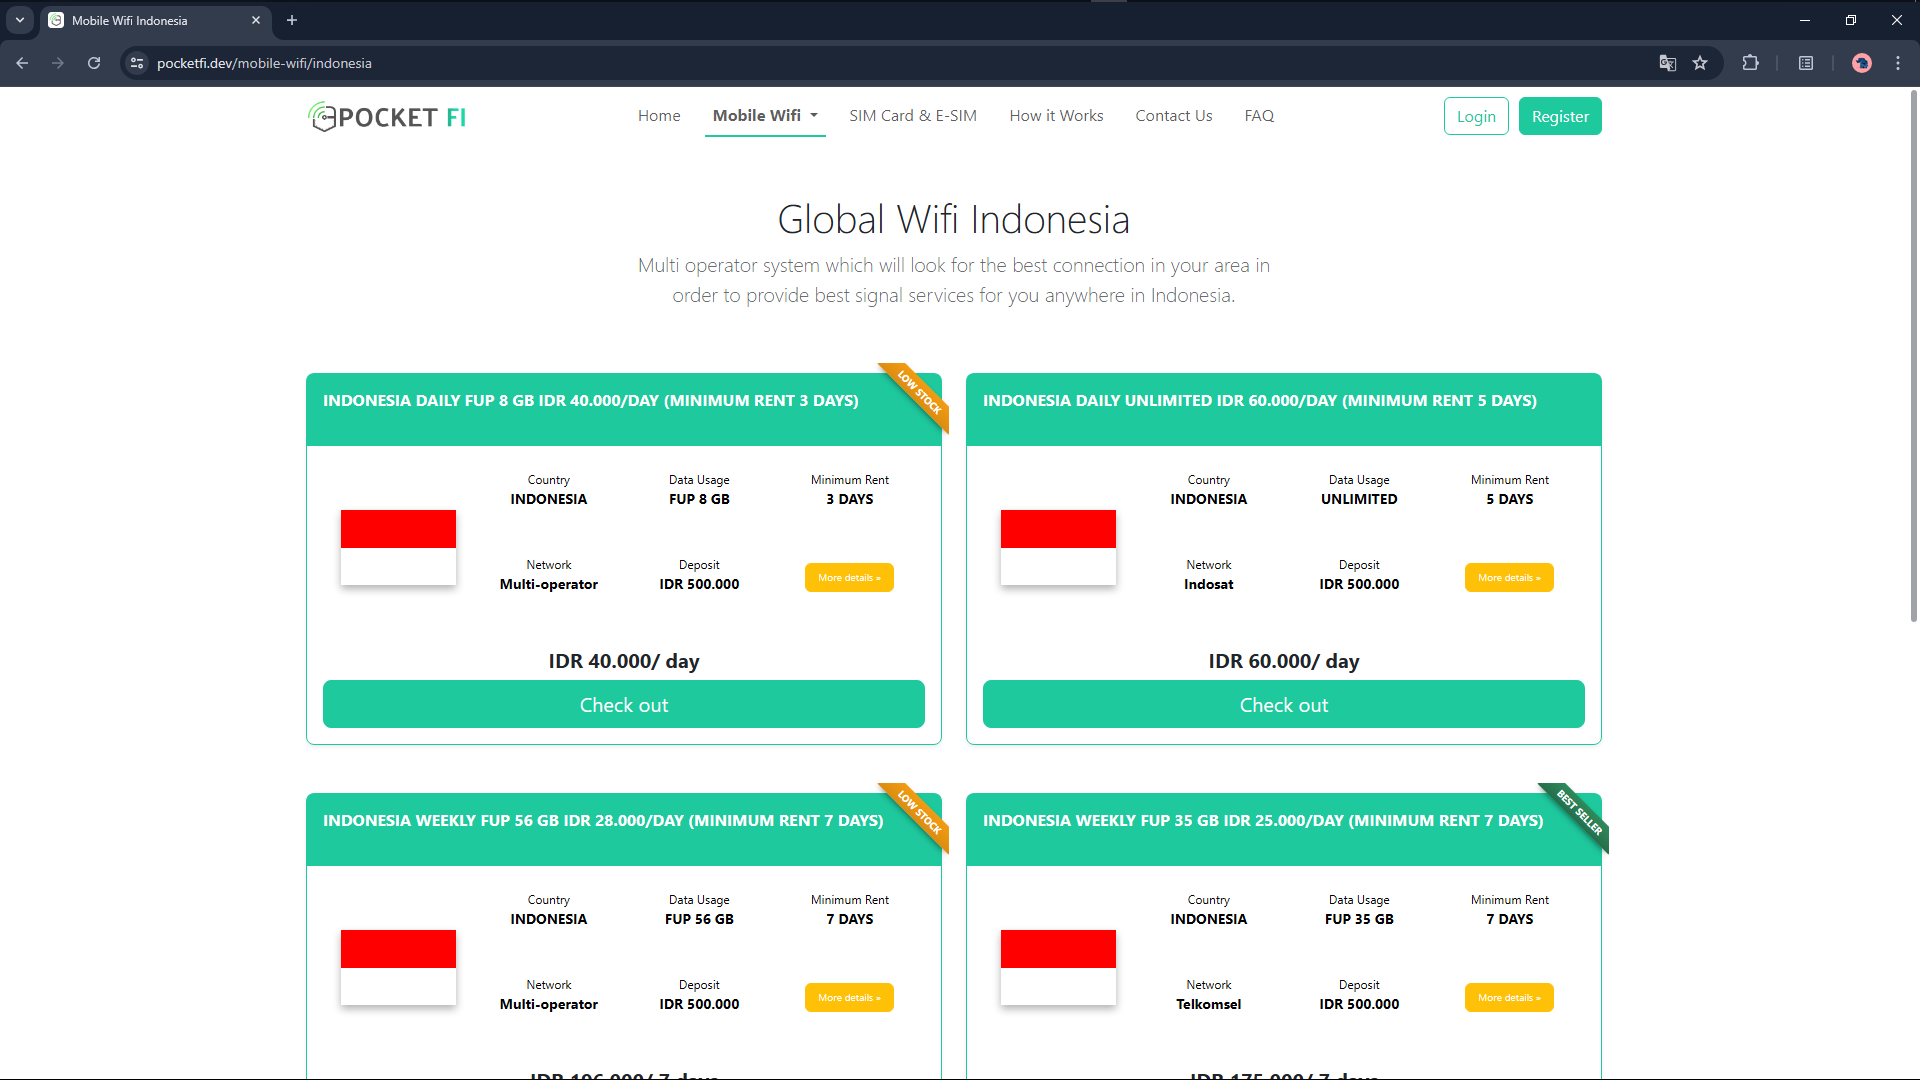 Mobile Wifi Indonesia
pocketfi.dev/mobile-wifi/indonesia
POCKET FI
Home
Mobile Wifi
SIM Card & E-SIM
How it Works
Contact Us
FAQ
Login
Register
Global Wifi Indonesia
Multi operator system which will look for the best connection in your area in
order to provide best signal services for you anywhere in Indonesia.
INDONESIA DAILY FUP 8 GB IDR 40.000/DAY (MINIMUM RENT 3 DAYS)
LOW STOCK
Country
INDONESIA
Data Usage
FUP 8 GB
Minimum Rent
3 DAYS
Network
Multi-operator
Deposit
IDR 500.000
More details »
IDR 40.000/ day
Check out
INDONESIA DAILY UNLIMITED IDR 60.000/DAY (MINIMUM RENT 5 DAYS)
Country
INDONESIA
Data Usage
UNLIMITED
Minimum Rent
5 DAYS
Network
Indosat
Deposit
IDR 500.000
More details »
IDR 60.000/ day
Check out
INDONESIA WEEKLY FUP 56 GB IDR 28.000/DAY (MINIMUM RENT 7 DAYS)
LOW STOCK
Country
INDONESIA
Data Usage
FUP 56 GB
Minimum Rent
7 DAYS
Network
Multi-operator
Deposit
IDR 500.000
More details »
IDR 196.000/ 7 days
INDONESIA WEEKLY FUP 35 GB IDR 25.000/DAY (MINIMUM RENT 7 DAYS)
BEST SELLER
Country
INDONESIA
Data Usage
FUP 35 GB
Minimum Rent
7 DAYS
Network
Telkomsel
Deposit
IDR 500.000
More details »
IDR 175.000/ 7 days